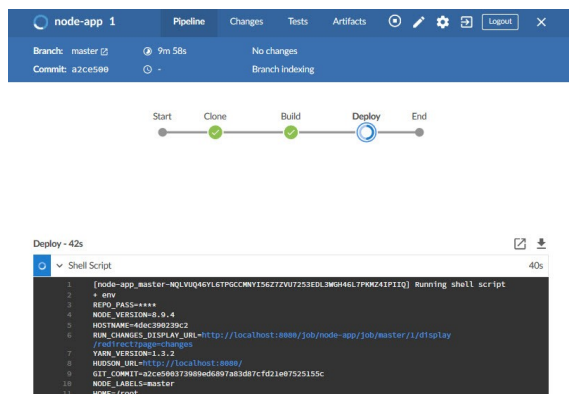 node-app 1 Pipeline Changes Tests Artifacts Logout
Branch: master 9m 58s No changes
Commit: a2ce500 - Branch indexing
Start Clone Build Deploy End
Deploy - 42s
Shell Script 40s
1 [node-app_master-NQLVUQ46YL6TPGCCMNYI56Z7ZVU7253EDL3WGH46L7PKMZ4IPIIQ] Running shell script
2 + env
3 REPO_PASS=****
4 NODE_VERSION=8.9.4
5 HOSTNAME=4dec390239c2
6 RUN_CHANGES_DISPLAY_URL=http://localhost:8080/job/node-app/job/master/1/display
/redirect?page=changes
7 YARN_VERSION=1.3.2
8 HUDSON_URL=http://localhost:8080/
9 GIT_COMMIT=a2ce500373989ed6897a83d87cfd21e07525155c
10 NODE_LABELS=master
11 HOME=/root